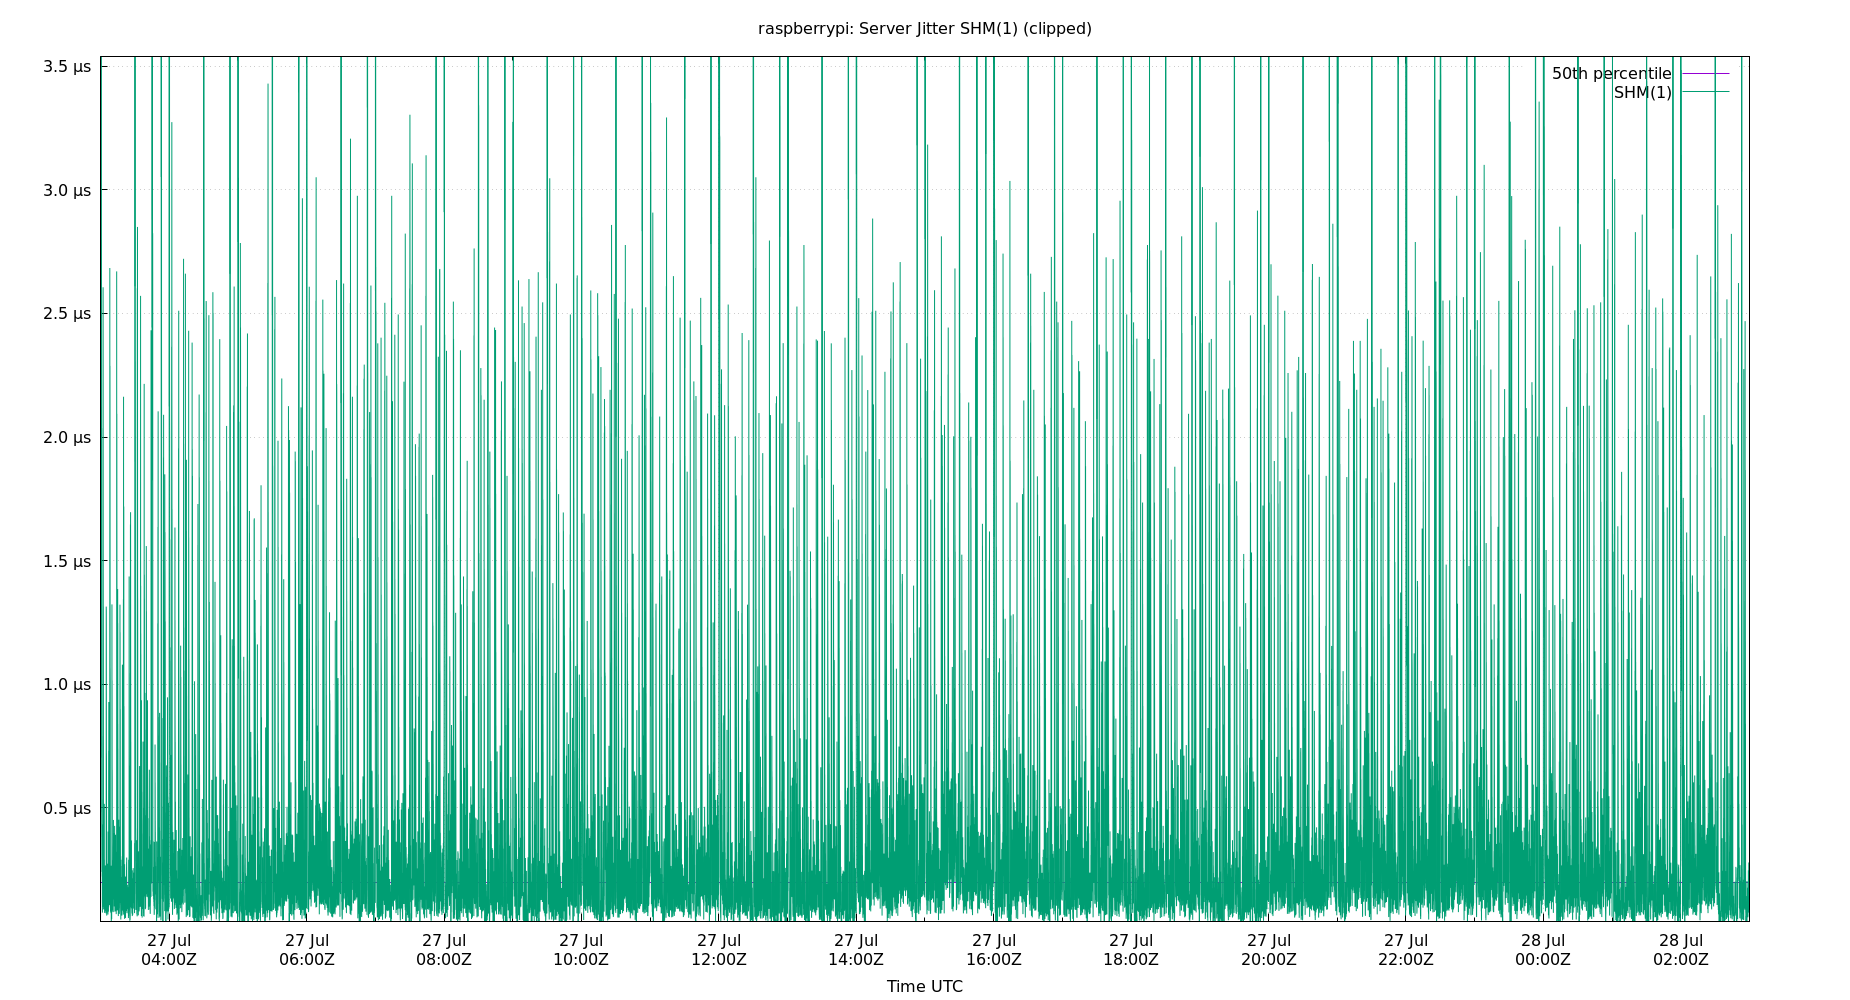 raspberrypi: Server Jitter SHM(1) (clipped)
3.5 µs
3.0 µs
2.5 µs
2.0 µs
1.5 µs
1.0 µs
0.5 µs
50th percentile
SHM(1)
27 Jul 27 Jul 27 Jul 27 Jul 27 Jul 27 Jul 27 Jul 27 Jul 27 Jul 27 Jul 28 Jul 28 Jul
04:00Z 06:00Z 08:00Z 10:00Z 12:00Z 14:00Z 16:00Z 18:00Z 20:00Z 22:00Z 00:00Z 02:00Z
Time UTC